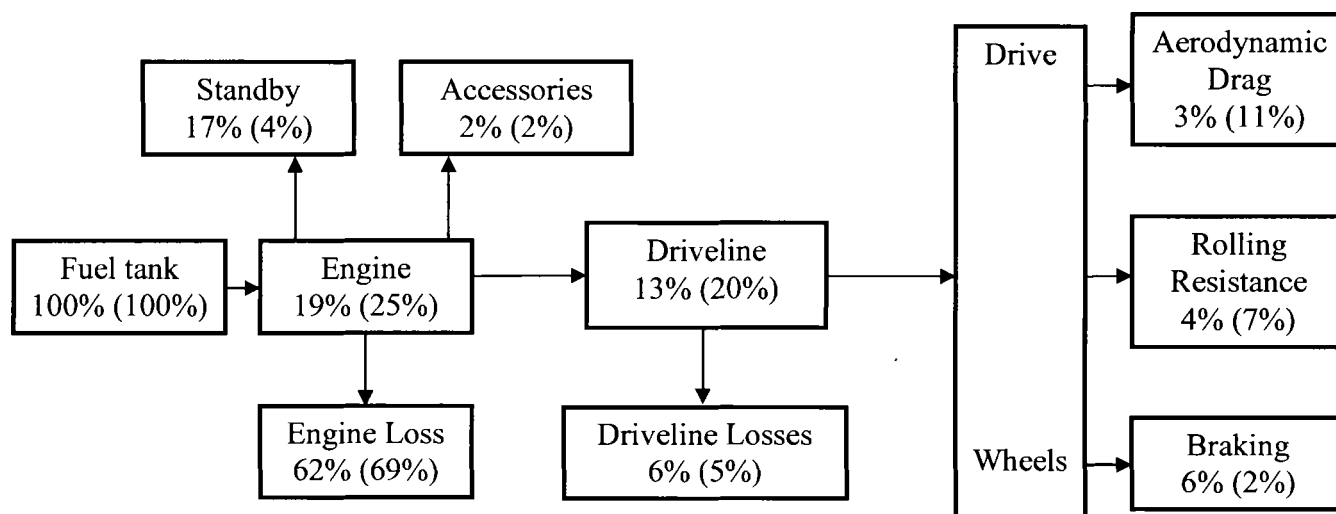 Standby
17% (4%)
Accessories
2% (2%)
Fuel tank
100% (100%)
Engine
19% (25%)
Driveline
13% (20%)
Engine Loss
62% (69%)
Driveline Losses
6% (5%)
Drive
Wheels
Aerodynamic
Drag
3% (11%)
Rolling
Resistance
4% (7%)
Braking
6% (2%)